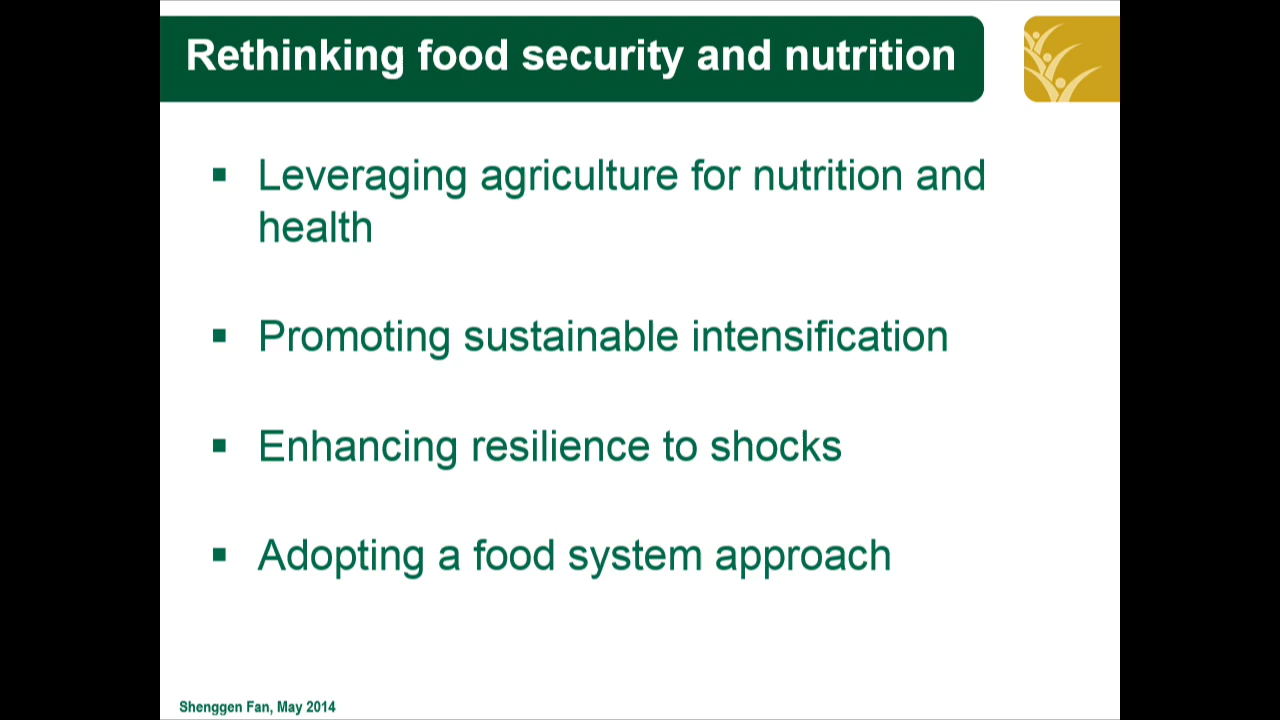 Rethinking food security and nutrition
▪ Leveraging agriculture for nutrition and
health
▪ Promoting sustainable intensification
▪ Enhancing resilience to shocks
▪ Adopting a food system approach
Shenggen Fan, May 2014